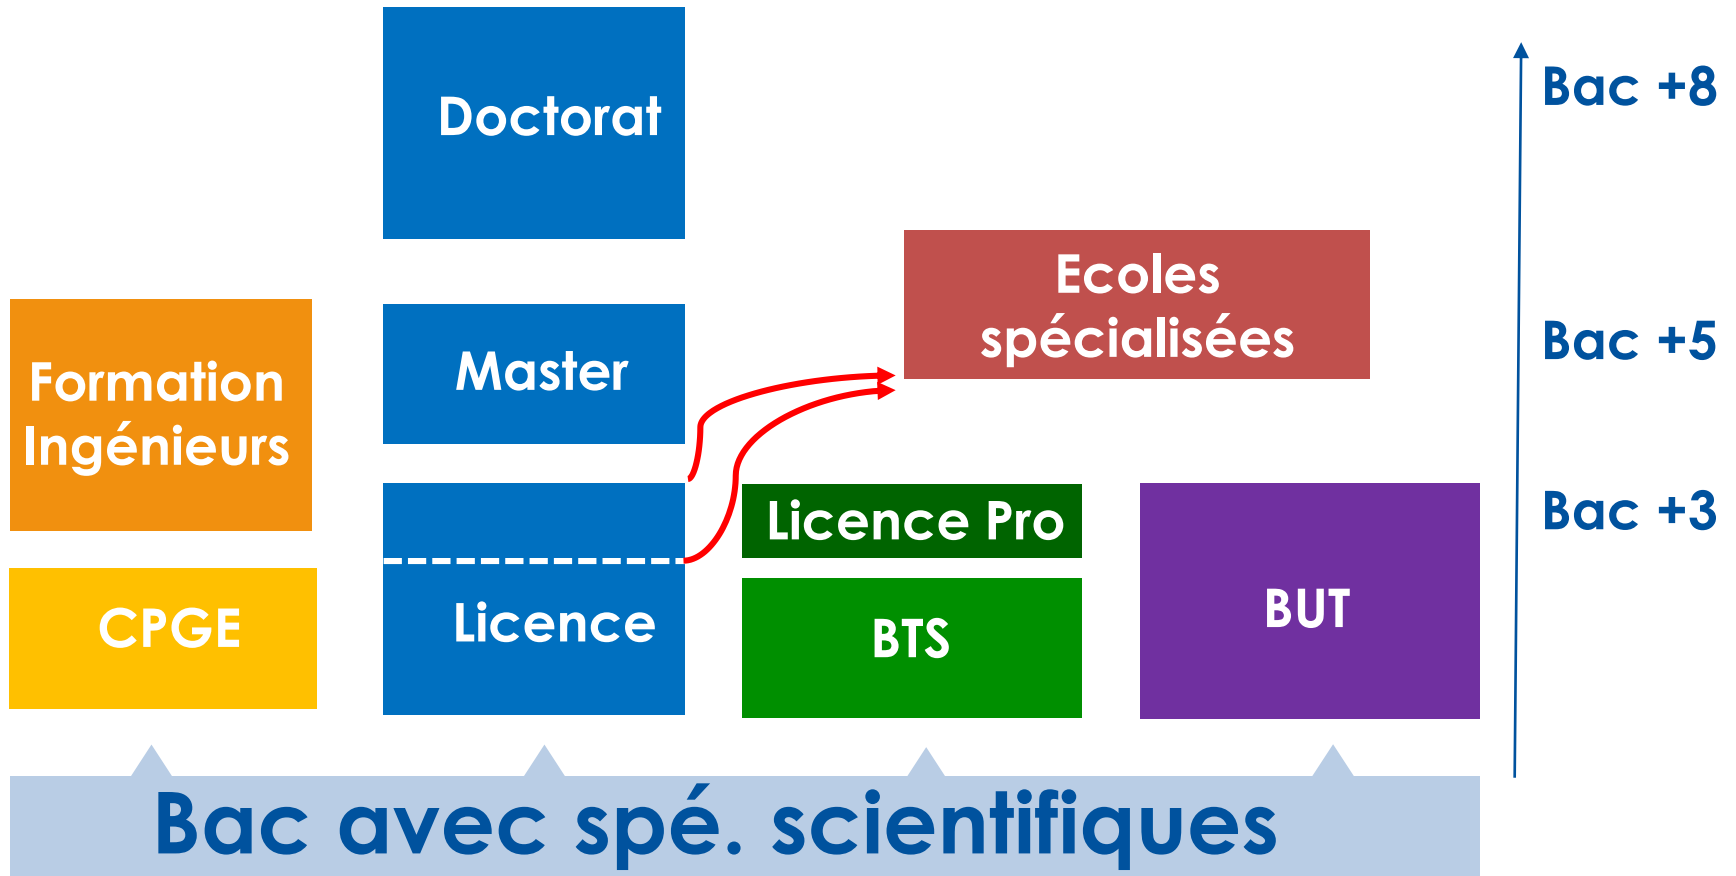 Doctorat
Bac +8
Ecoles
spécialisées
Bac +5
Master
Formation
Ingénieurs
Licence Pro
Bac +3
CPGE
Licence
BTS
BUT
Bac avec spé. scientifiques